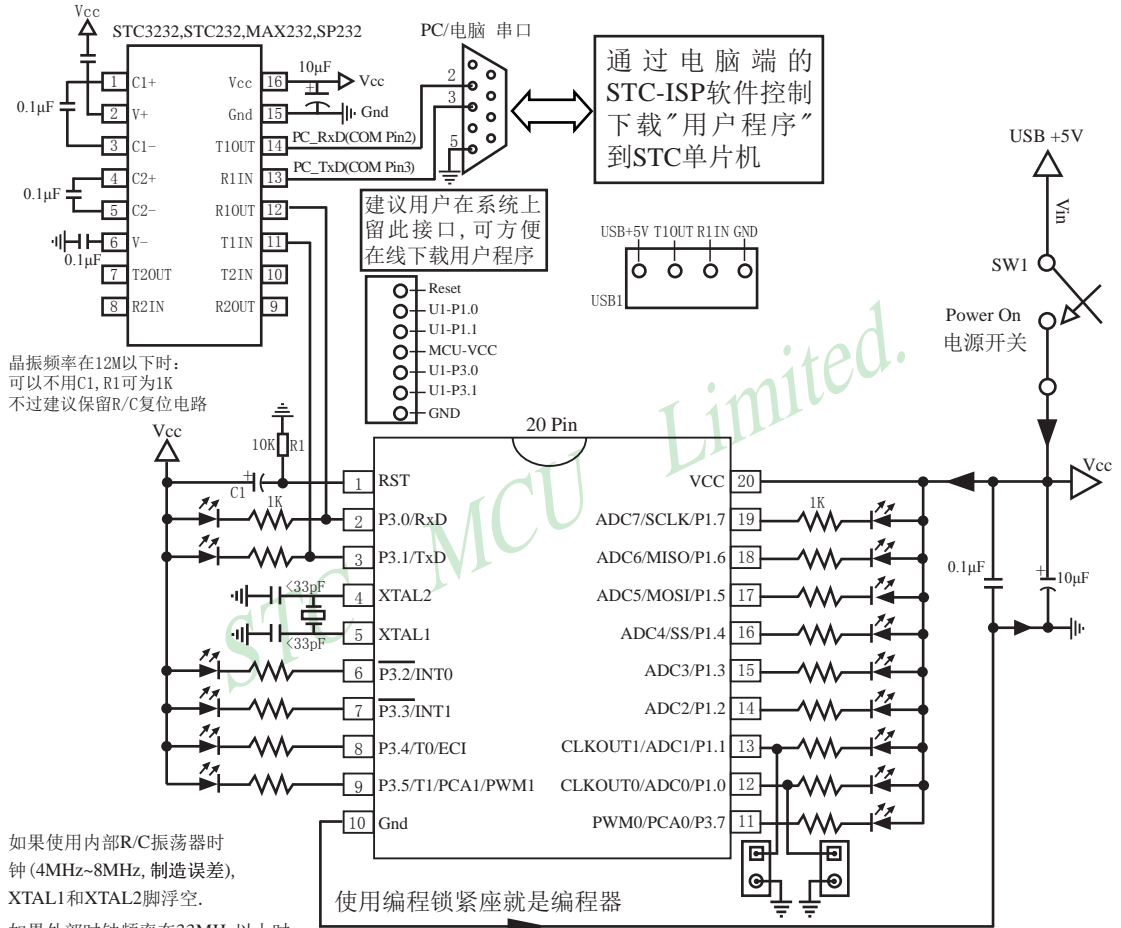 Vcc
STC3232,STC232,MAX232,SP232
PC/电脑 串口
1 C1+
2 V+
3 C1-
4 C2+
5 C2-
6 V-
7 T2OUT
8 R2IN
Vcc 16
Gnd 15
T1OUT 14
R1IN 13
R1OUT 12
T1IN 11
T2IN 10
R2OUT 9
0.1μF
0.1μF
0.1μF
10μF
Vcc
Gnd
PC_RxD(COM Pin2)
PC_TxD(COM Pin3)
2
3
5
通过电脑端的
STC-ISP软件控制
下载"用户程序"
到STC单片机
建议用户在系统上
留此接口,可方便
在线下载用户程序
Reset
U1-P1.0
U1-P1.1
MCU-VCC
U1-P3.0
U1-P3.1
GND
USB+5V T1OUT R1IN GND
USB1
USB +5V
Vin
SW1
Power On
电源开关
晶振频率在12M以下时:
可以不用C1,R1可为1K
不过建议保留R/C复位电路
Vcc
10K R1
+
C1
1K
<33pF
<33pF
20 Pin
1 RST
2 P3.0/RxD
3 P3.1/TxD
4 XTAL2
5 XTAL1
6 P3.2/INT0
7 P3.3/INT1
8 P3.4/T0/ECI
9 P3.5/T1/PCA1/PWM1
10 Gnd
VCC 20
ADC7/SCLK/P1.7 19
ADC6/MISO/P1.6 18
ADC5/MOSI/P1.5 17
ADC4/SS/P1.4 16
ADC3/P1.3 15
ADC2/P1.2 14
CLKOUT1/ADC1/P1.1 13
CLKOUT0/ADC0/P1.0 12
PWM0/PCA0/P3.7 11
1K
Vcc
0.1μF
+
10μF
STC MCU Limited.
如果使用内部R/C振荡器时
钟(4MHz~8MHz, 制造误差),
XTAL1和XTAL2脚浮空.
使用编程锁紧座就是编程器